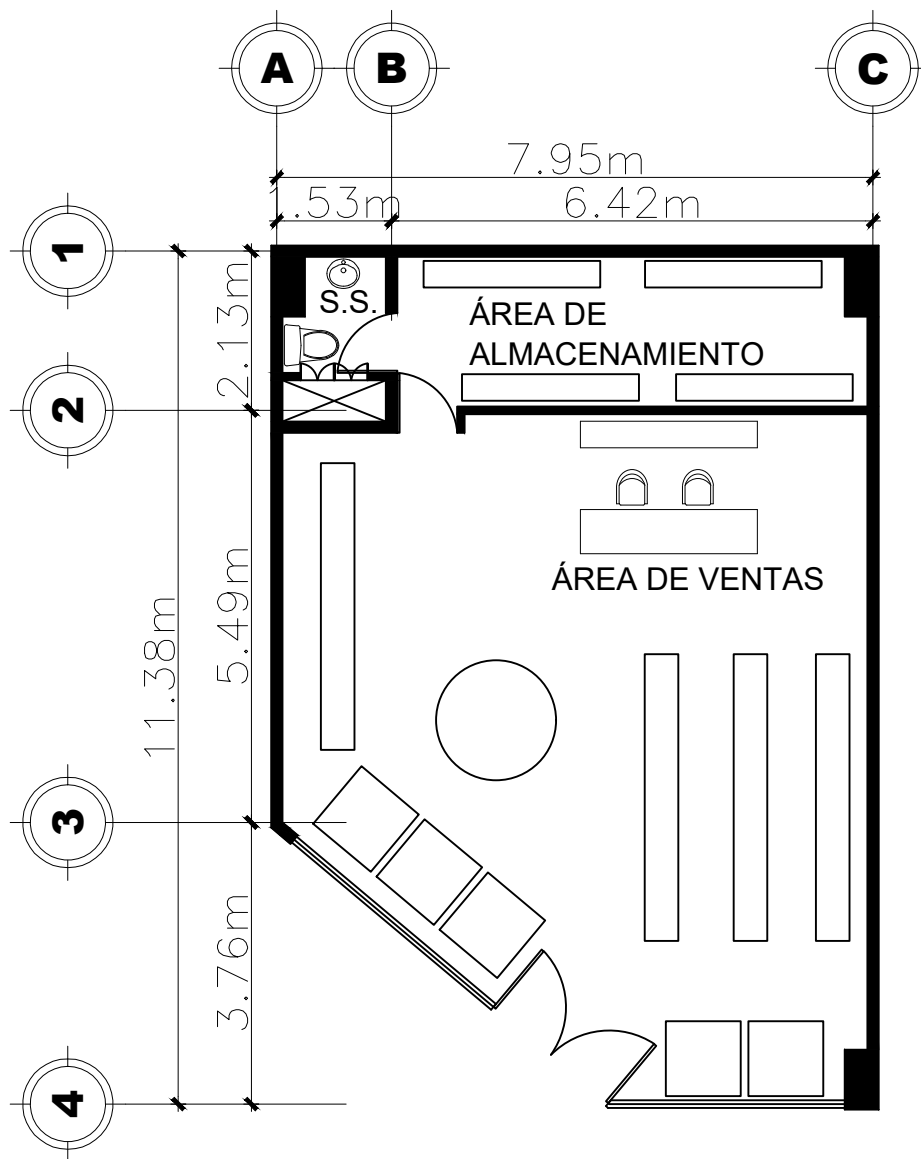 A
B
C
7.95m
1.53m
6.42m
1
2.13m
S.S.
ÁREA DE
ALMACENAMIENTO
2
5.49m
ÁREA DE VENTAS
11.38m
3
3.76m
4